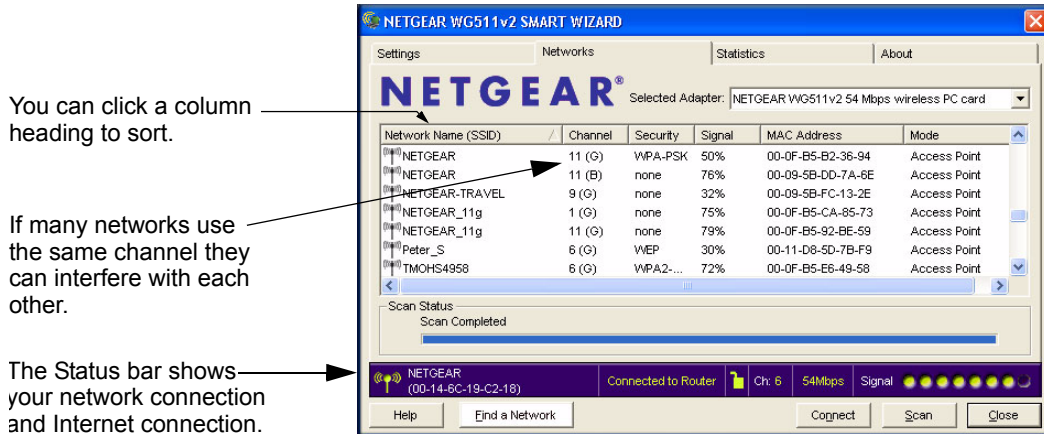 NETGEAR WG511v2 SMART WIZARD
Settings Networks Statistics About
NETGEAR®
Selected Adapter: NETGEAR WG511v2 54 Mbps wireless PC card
You can click a column
heading to sort.
Network Name (SSID) Channel Security Signal MAC Address Mode
NETGEAR 11 (G) WPA-PSK 50% 00-0F-B5-B2-36-94 Access Point
NETGEAR 11 (B) none 76% 00-09-5B-DD-7A-6E Access Point
NETGEAR-TRAVEL 9 (G) none 32% 00-09-5B-FC-13-2E Access Point
NETGEAR_11g 1 (G) none 75% 00-0F-B5-CA-85-73 Access Point
NETGEAR_11g 11 (G) none 79% 00-0F-B5-92-BE-59 Access Point
Peter_S 6 (G) WEP 30% 00-11-D8-5D-7B-F9 Access Point
TMOHS4958 6 (G) WPA2-... 72% 00-0F-B5-E6-49-58 Access Point
If many networks use
the same channel they
can interfere with each
other.
Scan Status
Scan Completed
The Status bar shows
your network connection
and Internet connection.
NETGEAR
(00-14-6C-19-C2-18)
Connected to Router Ch: 6 54Mbps Signal
Help Find a Network Connect Scan Close